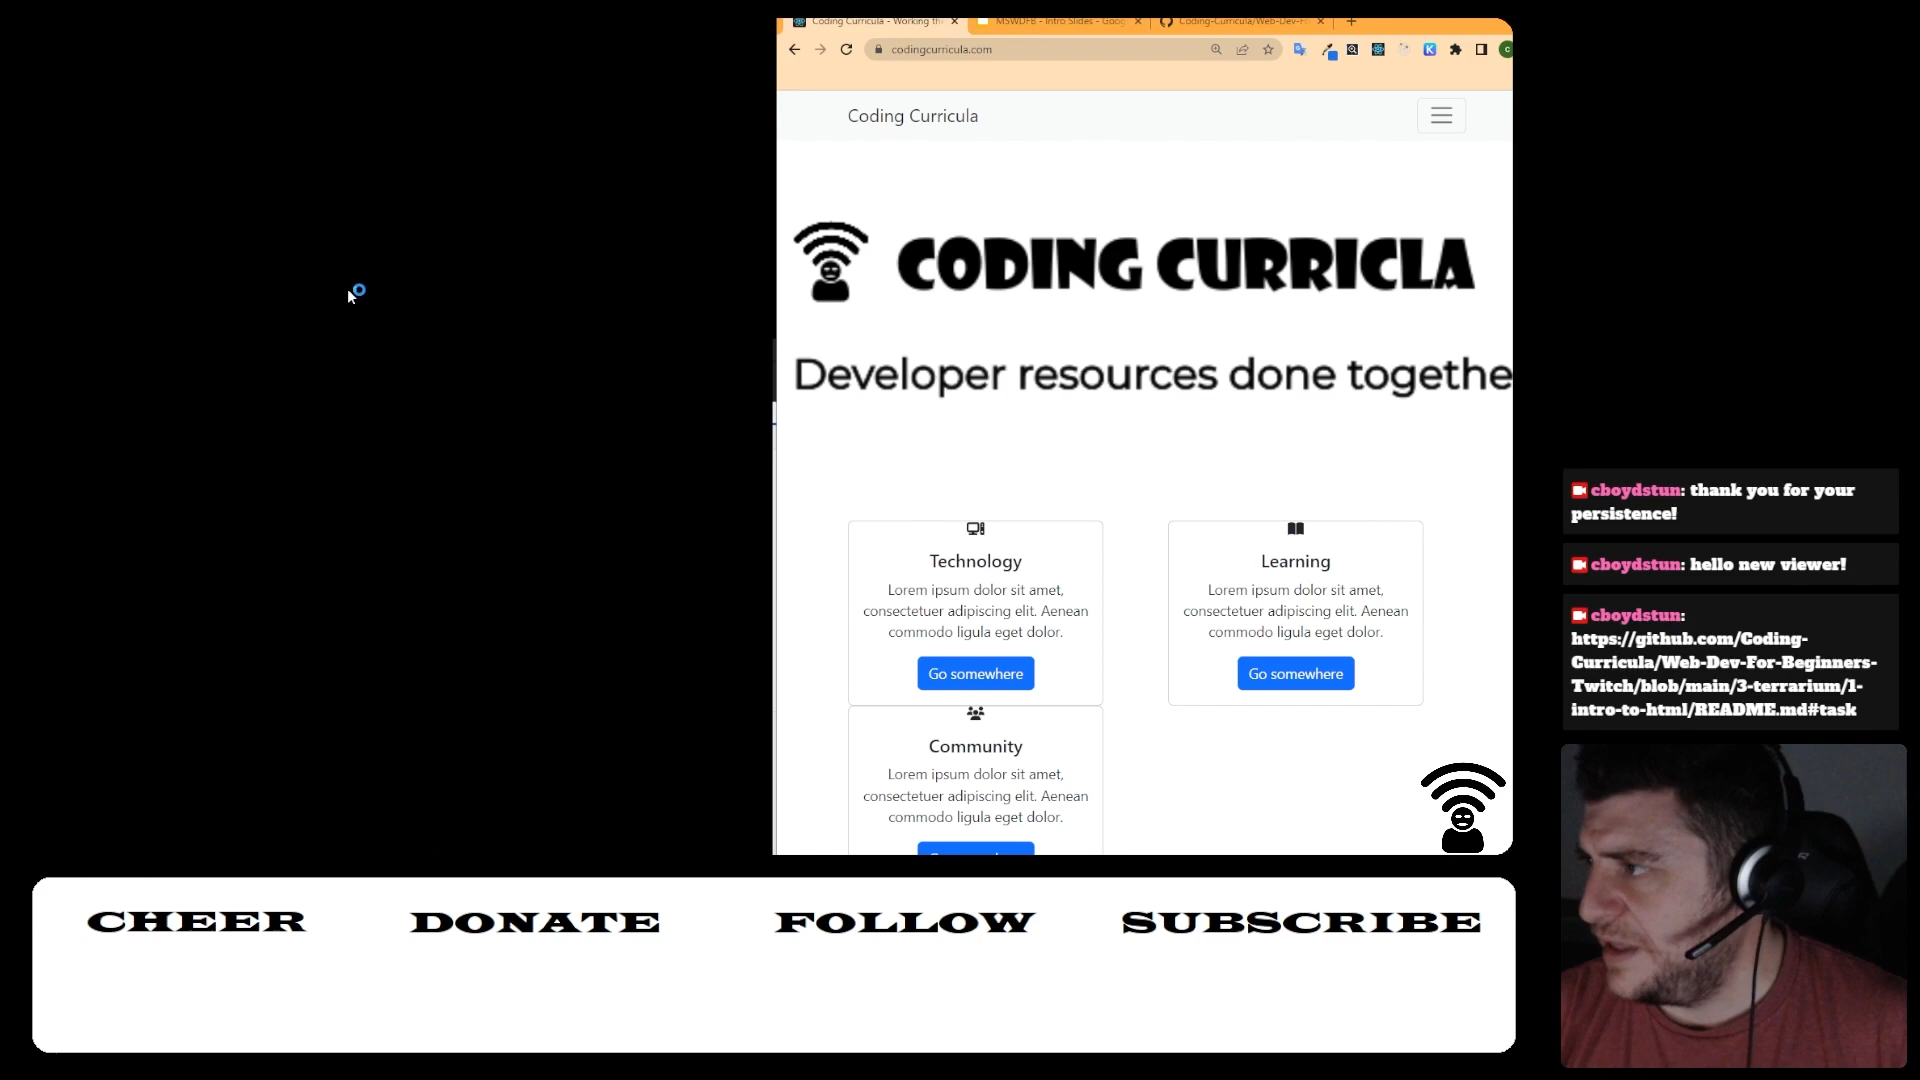 Coding Curricula - Working th
MSWDFB - Intro Slides - Goog
Coding-Curricula/Web-Dev-F
codingcurricula.com
Coding Curricula
CODING CURRICLA
Developer resources done togethe
Technology
Lorem ipsum dolor sit amet,
consectetuer adipiscing elit. Aenean
commodo ligula eget dolor.
Go somewhere
Learning
Lorem ipsum dolor sit amet,
consectetuer adipiscing elit. Aenean
commodo ligula eget dolor.
Go somewhere
Community
Lorem ipsum dolor sit amet,
consectetuer adipiscing elit. Aenean
commodo ligula eget dolor.
cboydstun: thank you for your
persistence!
cboydstun: hello new viewer!
cboydstun:
https://github.com/Coding-
Curricula/Web-Dev-For-Beginners-
Twitch/blob/main/3-terrarium/1-
intro-to-html/README.md#task
CHEER
DONATE
FOLLOW
SUBSCRIBE